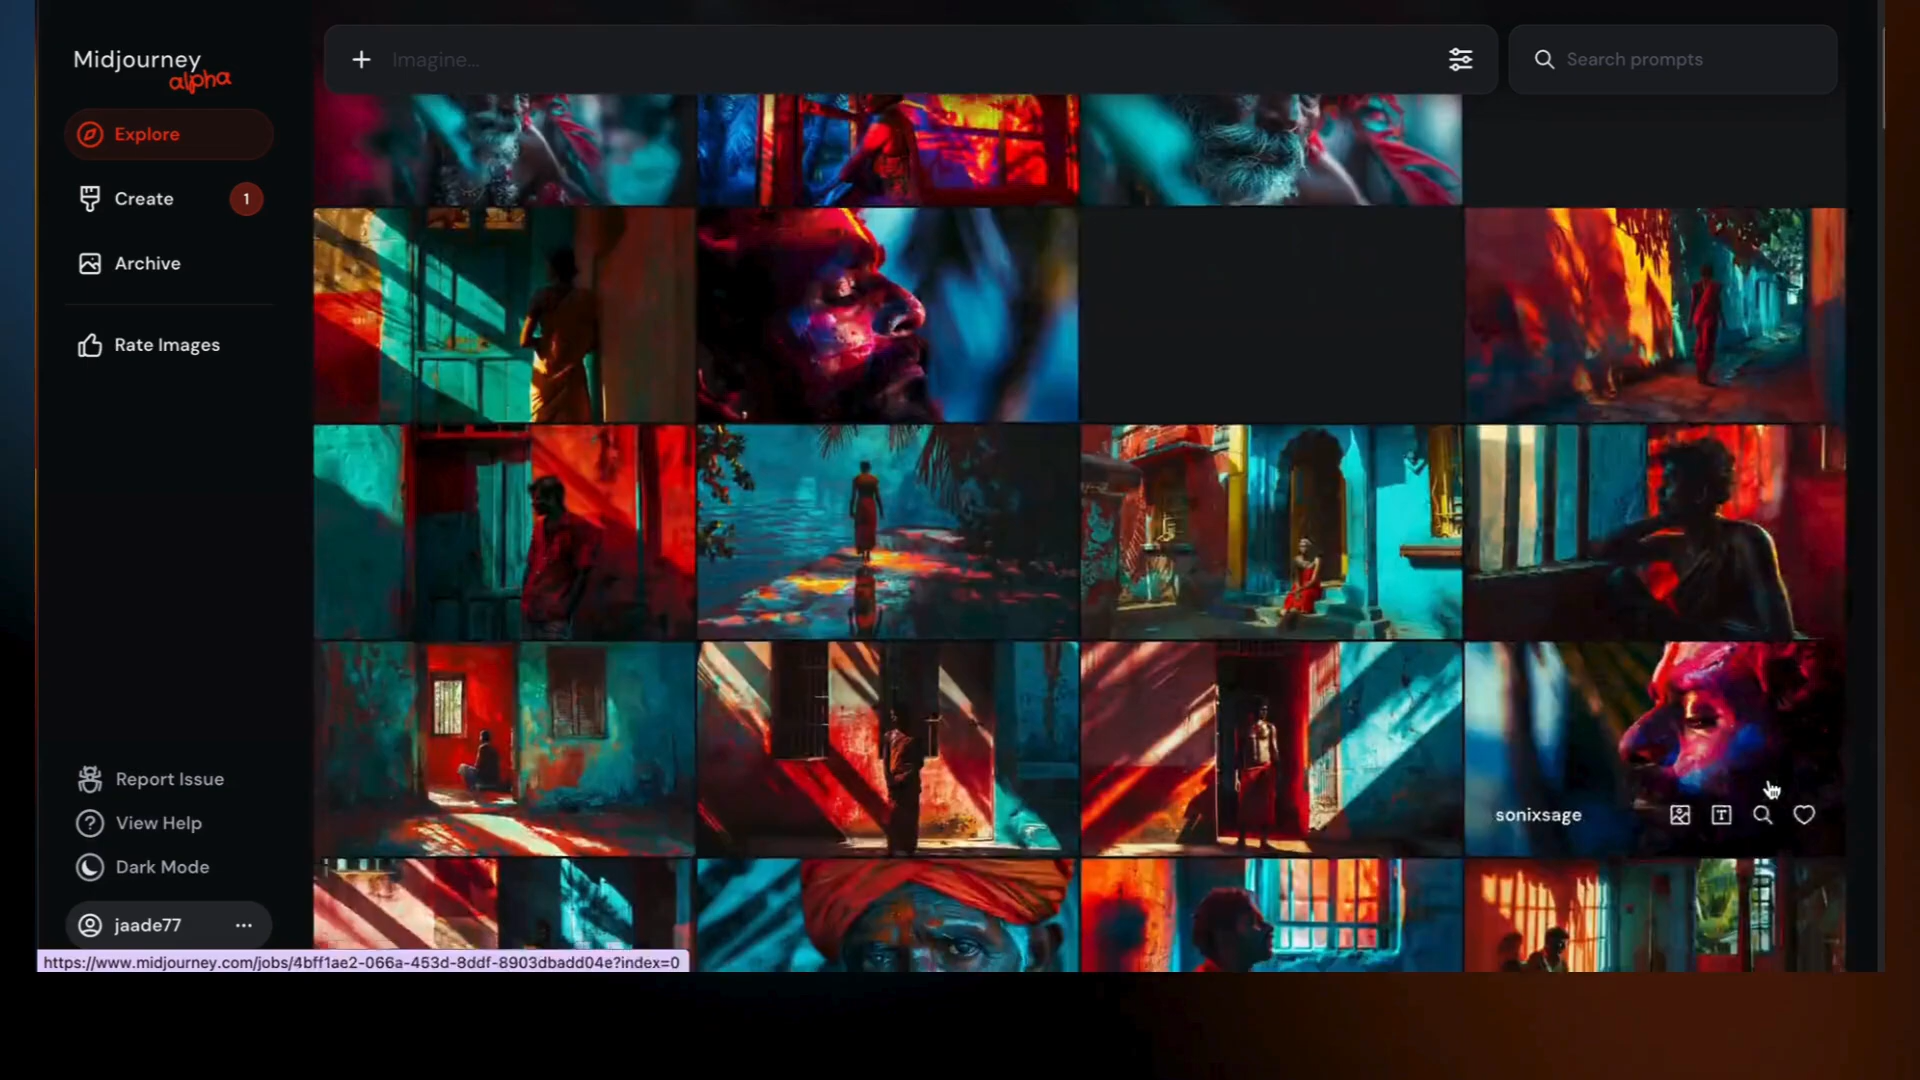 Midjourney
alpha
Imagine...
Search prompts
Explore
Create
1
Archive
Rate Images
sonixsage
Report Issue
View Help
Dark Mode
jaade77
https://www.midjourney.com/jobs/4bff1ae2-066a-453d-8ddf-8903dbadd04e?index=0